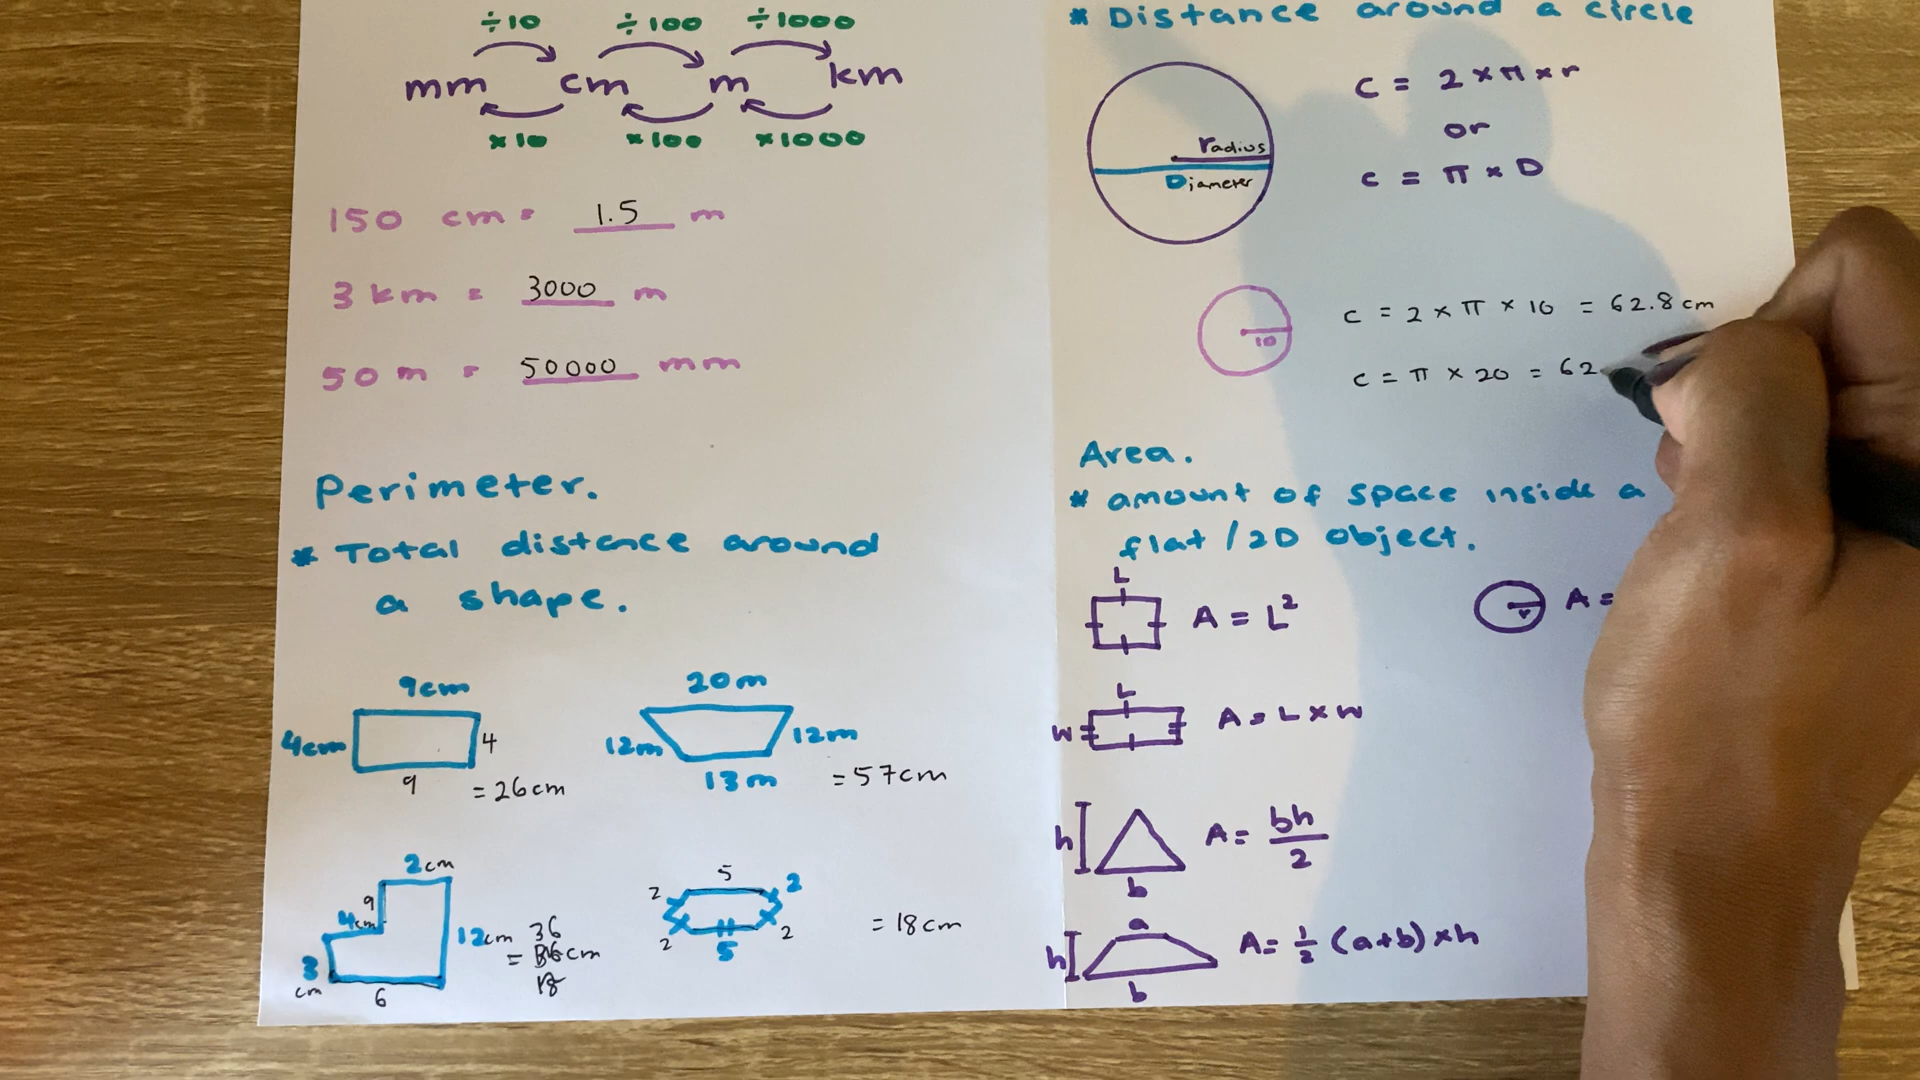 ÷10 ÷100 ÷1000
mm cm m km
×10 ×100 ×1000
150 cm = 1.5 m
3 km = 3000 m
50 m = 50000 mm
Perimeter.
* Total distance around
a shape.
9cm
4cm 4
9 = 26cm
20m
12m 12m
13m = 57cm
2cm
9
4cm
12cm 36
3 = cm
cm 6 18
5
2 2
2 2 = 18cm
5
* Distance around a circle
radius
Diameter
C = 2 × π × r
or
C = π × D
10
C = 2 × π × 10 = 62.8 cm
C = π × 20 = 62.
Area.
* amount of space inside a
flat / 2D object.
L
A = L²
r A =
L
W A = L × W
h A = bh/2
b
a
h A = ½ (a+b) × h
b